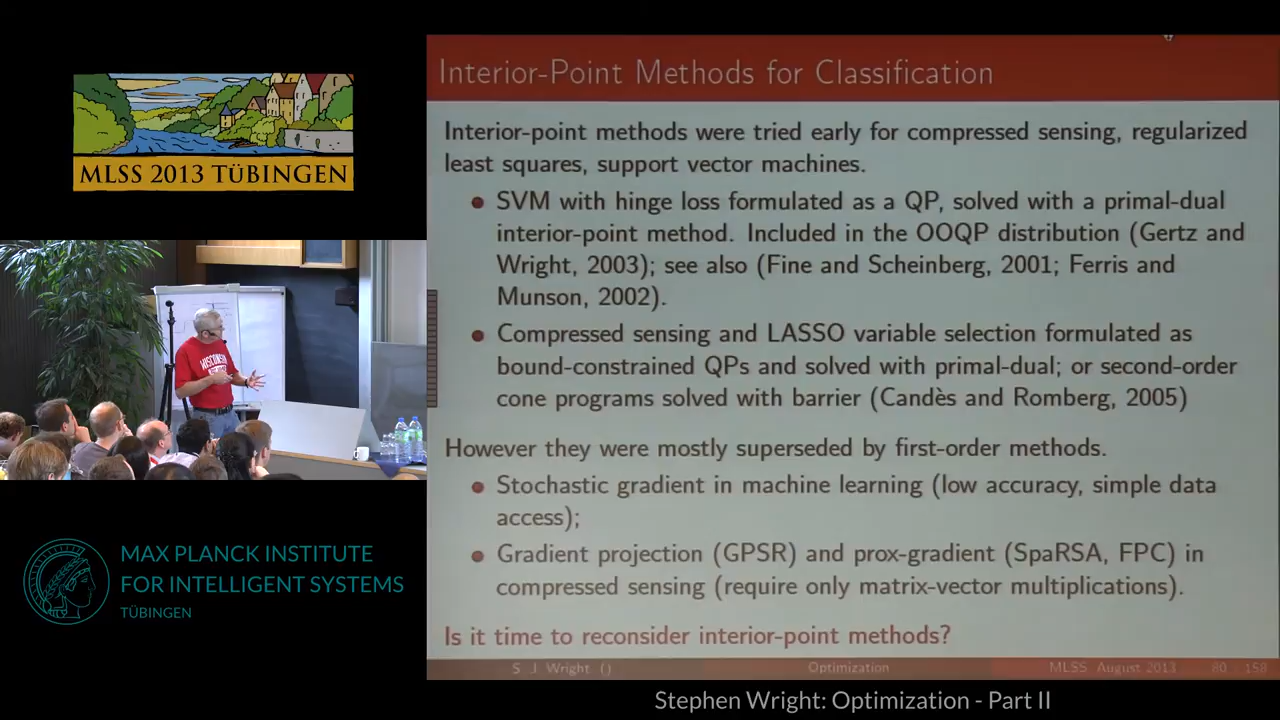 MLSS 2013 TÜBINGEN
WISCONSIN
MAX PLANCK INSTITUTE
FOR INTELLIGENT SYSTEMS
TÜBINGEN
Interior-Point Methods for Classification
Interior-point methods were tried early for compressed sensing, regularized
least squares, support vector machines.
SVM with hinge loss formulated as a QP, solved with a primal-dual
interior-point method. Included in the OOQP distribution (Gertz and
Wright, 2003); see also (Fine and Scheinberg, 2001; Ferris and
Munson, 2002).
Compressed sensing and LASSO variable selection formulated as
bound-constrained QPs and solved with primal-dual; or second-order
cone programs solved with barrier (Candès and Romberg, 2005)
However they were mostly superseded by first-order methods.
Stochastic gradient in machine learning (low accuracy, simple data
access);
Gradient projection (GPSR) and prox-gradient (SpaRSA, FPC) in
compressed sensing (require only matrix-vector multiplications).
Is it time to reconsider interior-point methods?
S. J. Wright () Optimization MLSS, August 2013 80 / 158
Stephen Wright: Optimization - Part II